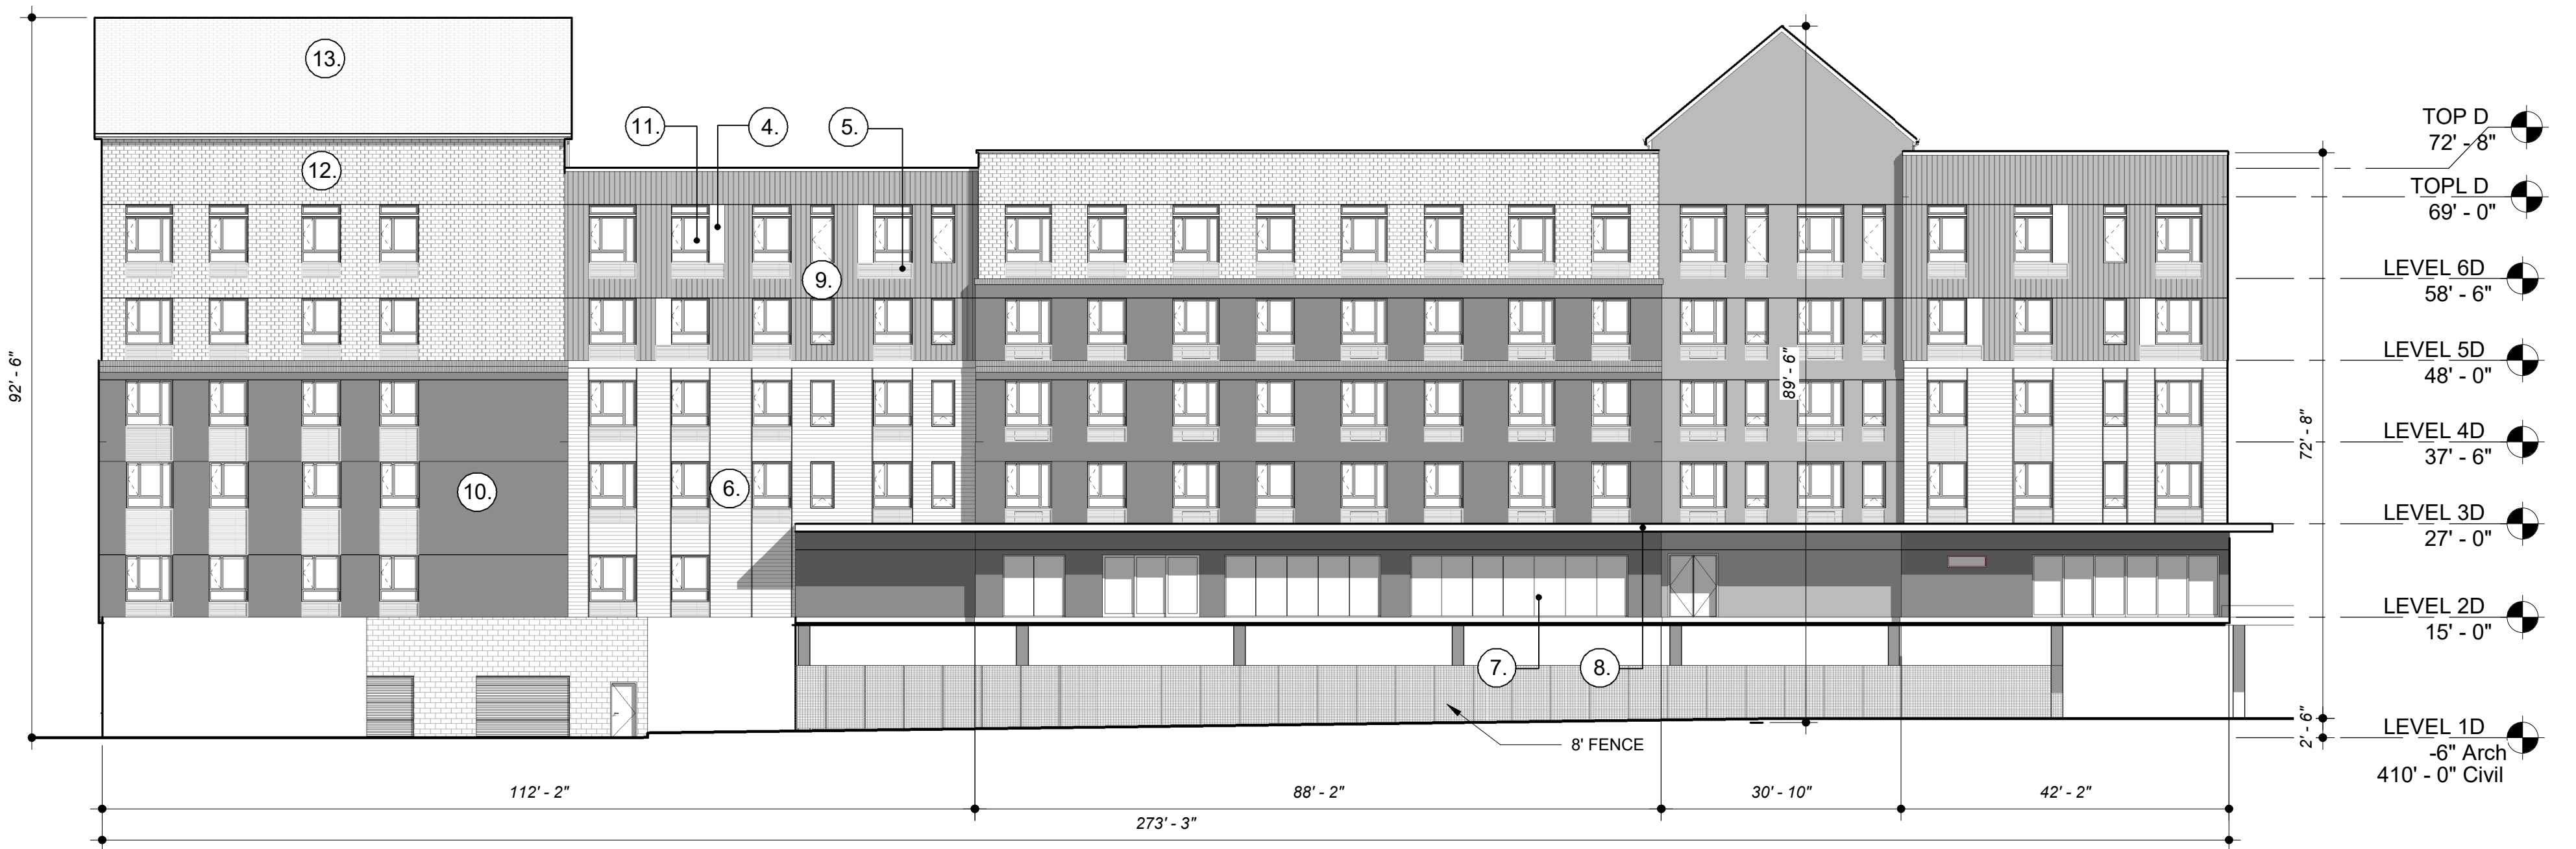 13.
11.
4.
5.
12.
9.
10.
6.
7.
8.
8' FENCE
92' - 6"
89' - 6"
72' - 8"
2' - 6"
TOP D
72' - 8"
TOPL D
69' - 0"
LEVEL 6D
58' - 6"
LEVEL 5D
48' - 0"
LEVEL 4D
37' - 6"
LEVEL 3D
27' - 0"
LEVEL 2D
15' - 0"
LEVEL 1D
-6" Arch
410' - 0" Civil
112' - 2"
88' - 2"
30' - 10"
42' - 2"
273' - 3"